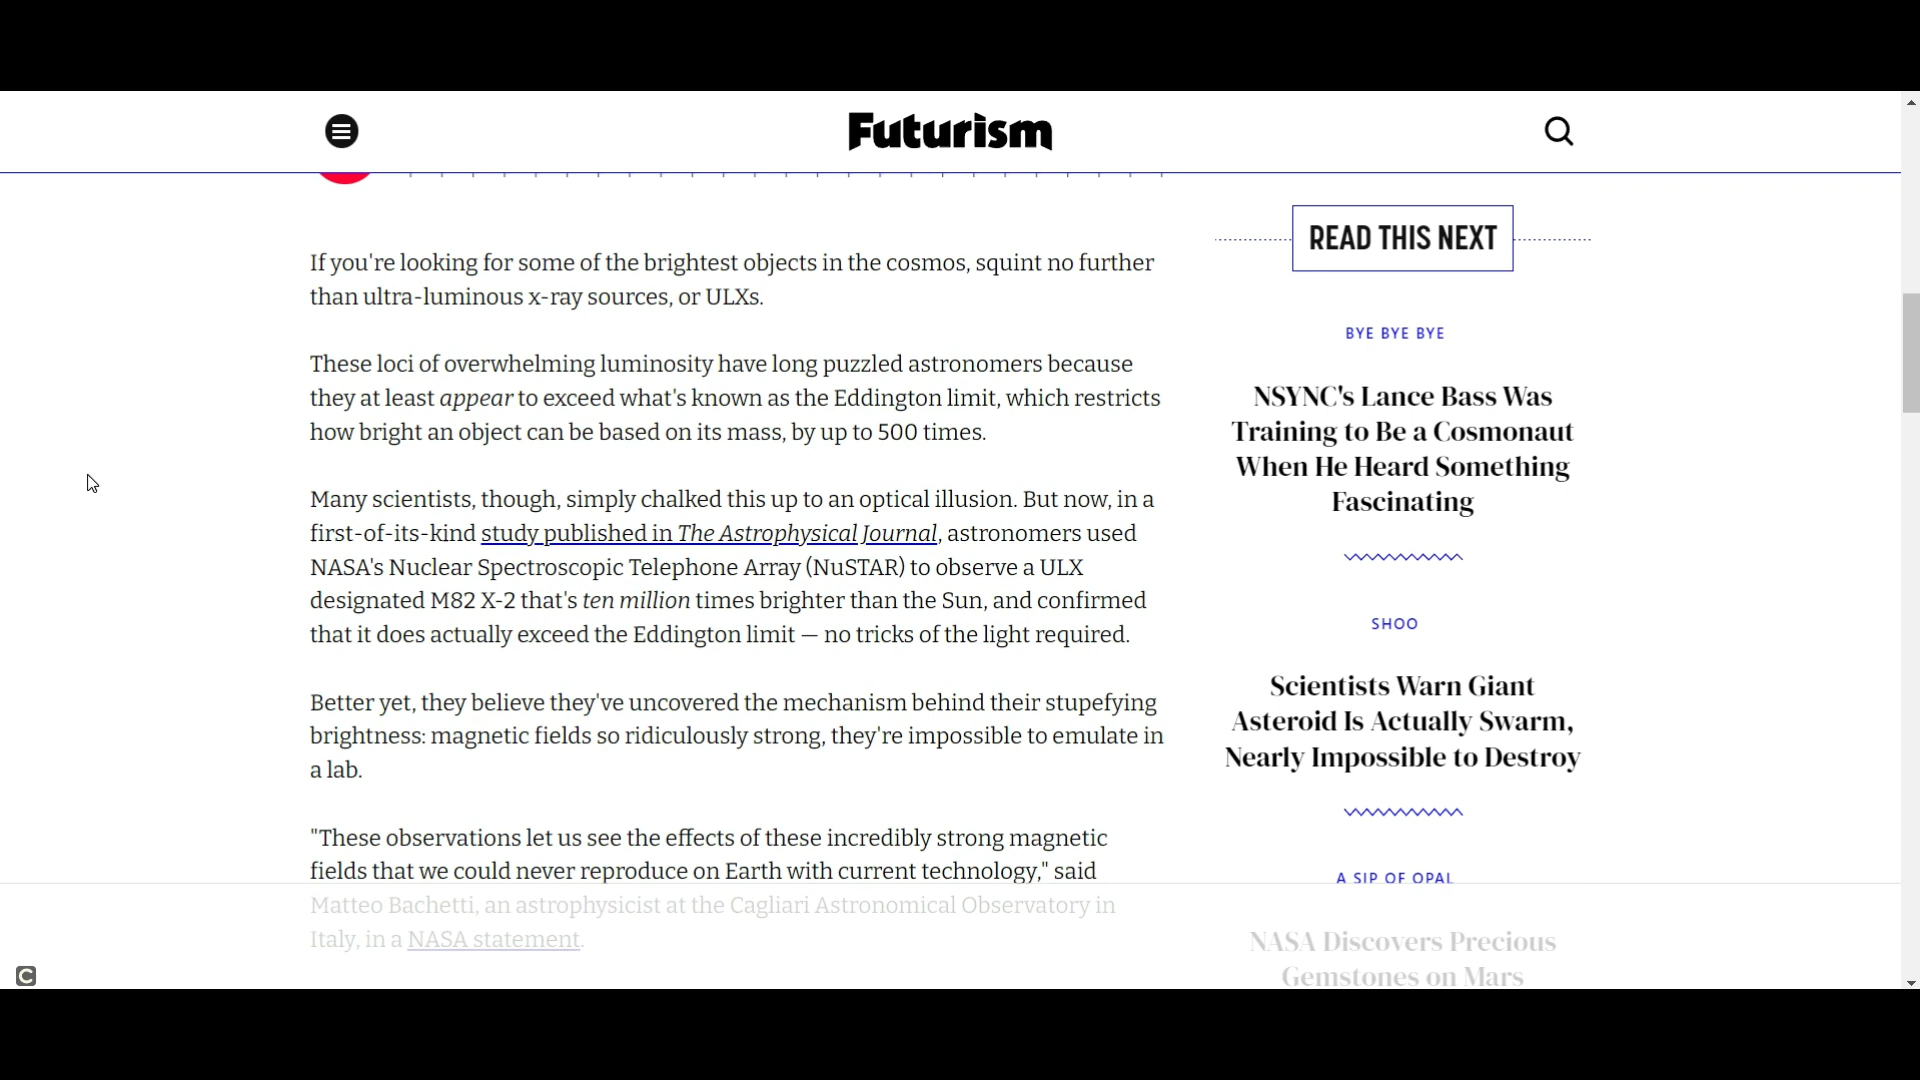 Futurism
If you're looking for some of the brightest objects in the cosmos, squint no further
than ultra-luminous x-ray sources, or ULXs.
These loci of overwhelming luminosity have long puzzled astronomers because
they at least appear to exceed what's known as the Eddington limit, which restricts
how bright an object can be based on its mass, by up to 500 times.
Many scientists, though, simply chalked this up to an optical illusion. But now, in a
first-of-its-kind study published in The Astrophysical Journal, astronomers used
NASA's Nuclear Spectroscopic Telephone Array (NuSTAR) to observe a ULX
designated M82 X-2 that's ten million times brighter than the Sun, and confirmed
that it does actually exceed the Eddington limit — no tricks of the light required.
Better yet, they believe they've uncovered the mechanism behind their stupefying
brightness: magnetic fields so ridiculously strong, they're impossible to emulate in
a lab.
"These observations let us see the effects of these incredibly strong magnetic
fields that we could never reproduce on Earth with current technology," said
Matteo Bachetti, an astrophysicist at the Cagliari Astronomical Observatory in
Italy, in a NASA statement.
READ THIS NEXT
BYE BYE BYE
NSYNC's Lance Bass Was
Training to Be a Cosmonaut
When He Heard Something
Fascinating
SHOO
Scientists Warn Giant
Asteroid Is Actually Swarm,
Nearly Impossible to Destroy
A SIP OF OPAL
NASA Discovers Precious
Gemstones on Mars
C